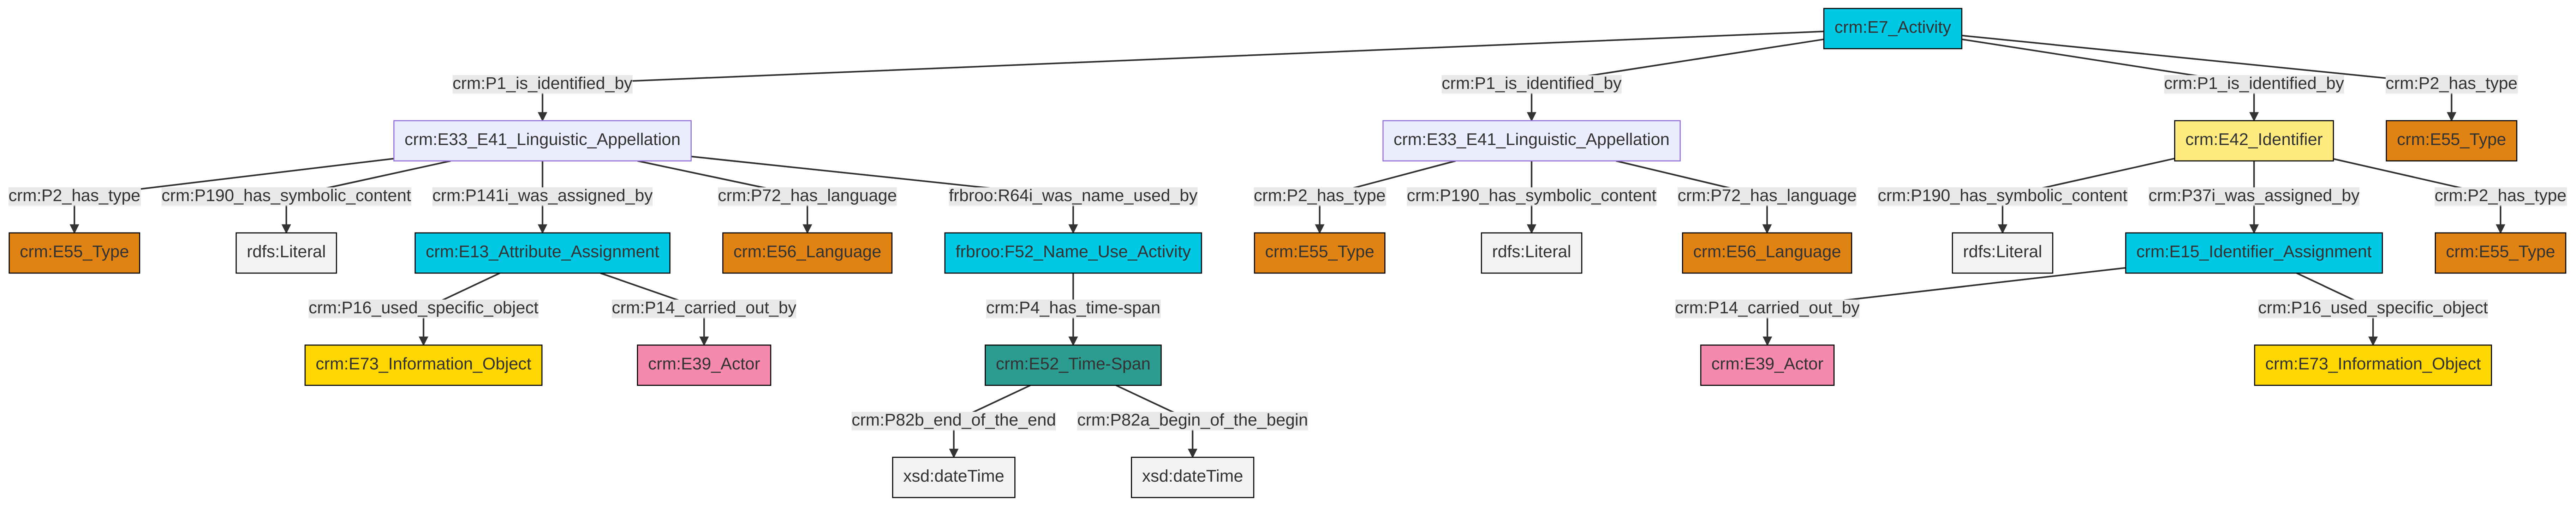 crm:E7_Activity
crm:P1_is_identified_by
crm:P1_is_identified_by
crm:P1_is_identified_by
crm:P2_has_type
crm:E33_E41_Linguistic_Appellation
crm:E33_E41_Linguistic_Appellation
crm:E42_Identifier
crm:E55_Type
crm:P2_has_type
crm:P190_has_symbolic_content
crm:P141i_was_assigned_by
crm:P72_has_language
frbroo:R64i_was_name_used_by
crm:P2_has_type
crm:P190_has_symbolic_content
crm:P72_has_language
crm:P190_has_symbolic_content
crm:P37i_was_assigned_by
crm:P2_has_type
crm:E55_Type
rdfs:Literal
crm:E13_Attribute_Assignment
crm:E56_Language
frbroo:F52_Name_Use_Activity
crm:E55_Type
rdfs:Literal
crm:E56_Language
rdfs:Literal
crm:E15_Identifier_Assignment
crm:E55_Type
crm:P16_used_specific_object
crm:P14_carried_out_by
crm:P4_has_time-span
crm:P14_carried_out_by
crm:P16_used_specific_object
crm:E73_Information_Object
crm:E39_Actor
crm:E52_Time-Span
crm:E39_Actor
crm:E73_Information_Object
crm:P82b_end_of_the_end
crm:P82a_begin_of_the_begin
xsd:dateTime
xsd:dateTime